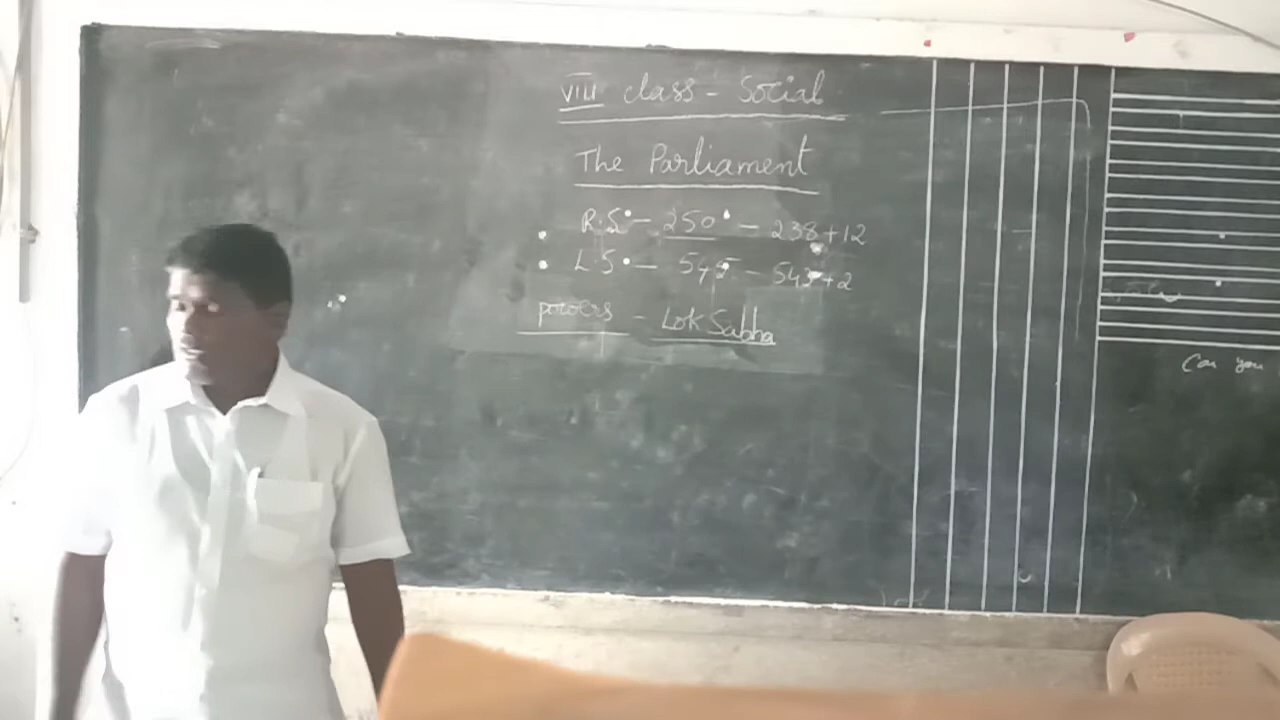 VIII class - Social
The Parliament
• R.S - 250 - 238+12
• L.S - 545 - 543+2
powers - Lok Sabha
Can you